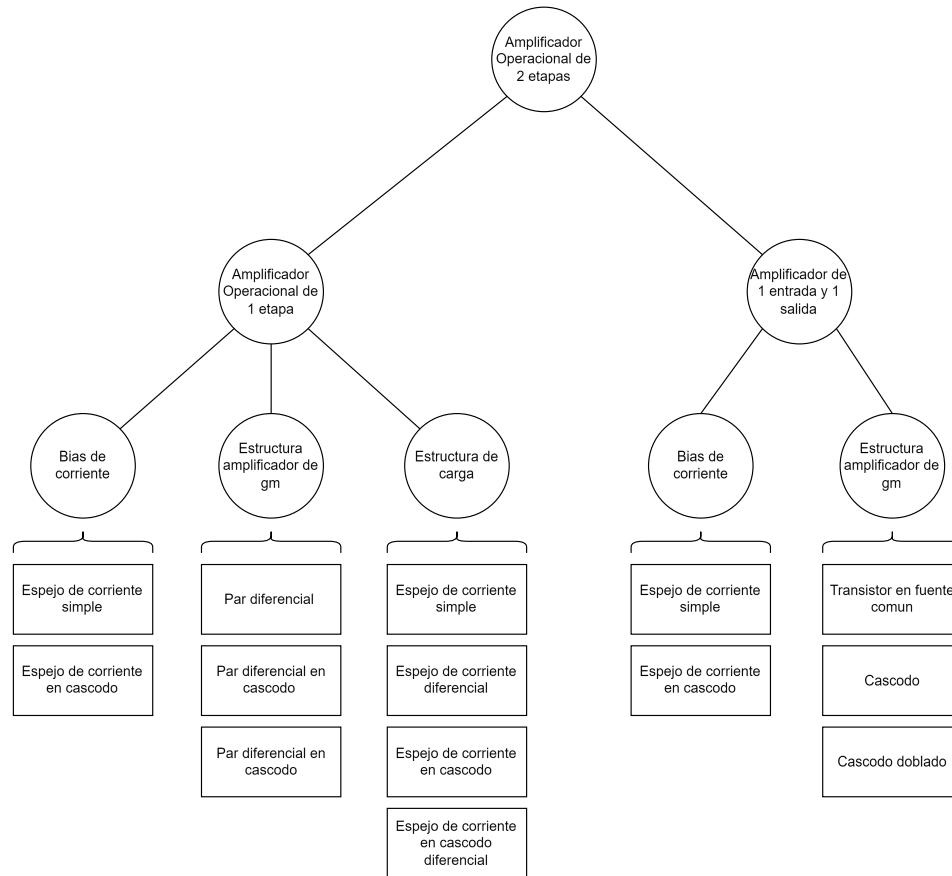 Amplificador
Operacional de
2 etapas
Amplificador
Operacional de
1 etapa
Amplificador de
1 entrada y 1
salida
Bias de
corriente
Estructura
amplificador de
gm
Estructura de
carga
Bias de
corriente
Estructura
amplificador de
gm
Espejo de corriente
simple
Espejo de corriente
en cascodo
Par diferencial
Par diferencial en
cascodo
Par diferencial en
cascodo
Espejo de corriente
simple
Espejo de corriente
diferencial
Espejo de corriente
en cascodo
Espejo de corriente
en cascodo
diferencial
Espejo de corriente
simple
Espejo de corriente
en cascodo
Transistor en fuente
comun
Cascodo
Cascodo doblado